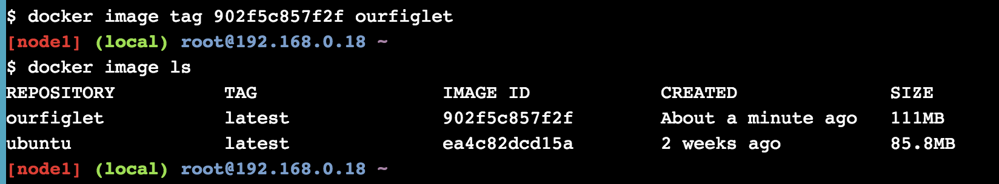 $ docker image tag 902f5c857f2f ourfiglet
[node1] (local) root@192.168.0.18 ~
$ docker image ls
REPOSITORY          TAG                 IMAGE ID            CREATED              SIZE
ourfiglet           latest              902f5c857f2f        About a minute ago   111MB
ubuntu              latest              ea4c82dcd15a        2 weeks ago          85.8MB
[node1] (local) root@192.168.0.18 ~